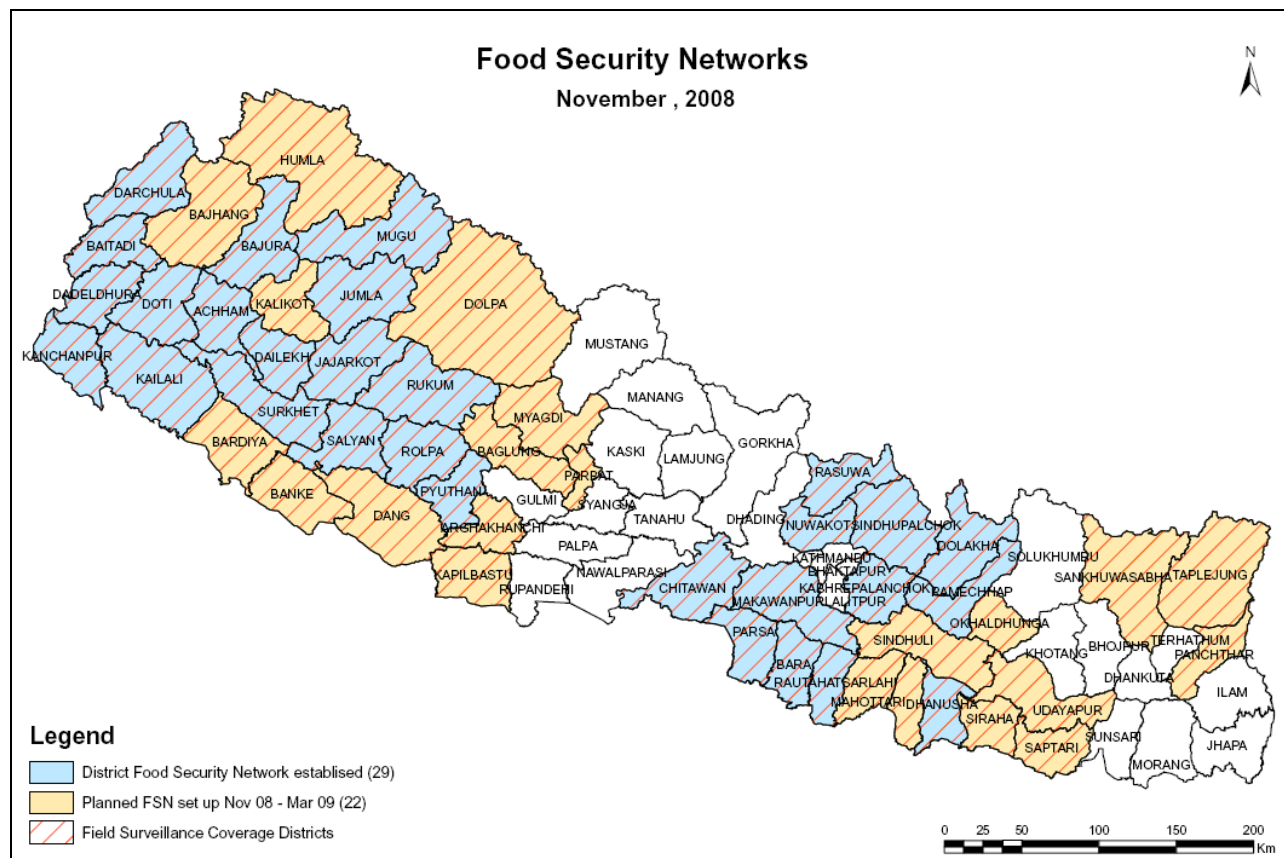 Food Security Networks
November , 2008
N
HUMLA
DARCHULA
BAJHANG
BAITADI
BAJURA
MUGU
DADELDHURA
DOTI
ACHHAM
KALIKOT
JUMLA
DOLPA
KANCHANPUR
KAILALI
DAILEKH
JAJARKOT
RUKUM
MUSTANG
MANANG
SURKHET
MYAGDI
BARDIYA
SALYAN
ROLPA
BAGLUNG
KASKI
LAMJUNG
GORKHA
PARBAT
RASUWA
BANKE
PYUTHAN
GULMI
SYANGJA
TANAHU
DHADING
NUWAKOT
SINDHUPALCHOK
DANG
ARGHAKHANCHI
PALPA
DOLAKHA
SOLUKHUMBU
SANKHUWASABHA
TAPLEJUNG
KATHMANDU
BHAKTAPUR
KAPILBASTU
RUPANDEHI
NAWALPARASI
CHITAWAN
MAKAWANPUR
LALITPUR
KABHREPALANCHOK
RAMECHHAP
OKHALDHUNGA
PARSA
SINDHULI
KHOTANG
BHOJPUR
TERHATHUM
PANCHTHAR
BARA
RAUTAHAT
SARLAHI
MAHOTTARI
DHANUSHA
DHANKUTA
ILAM
SIRAHA
UDAYAPUR
SAPTARI
SUNSARI
MORANG
JHAPA
Legend
District Food Security Network establised (29)
Planned FSN set up Nov 08 - Mar 09 (22)
Field Surveillance Coverage Districts
0 25 50 100 150 200
Km